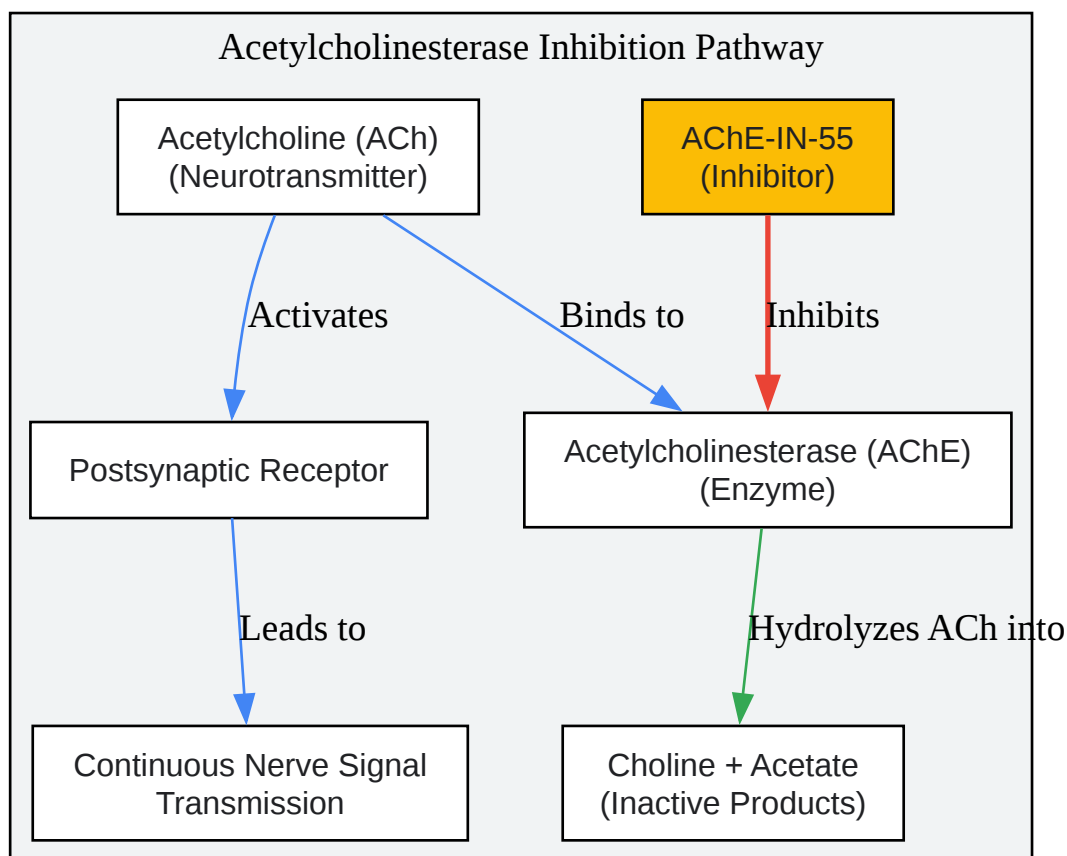 Acetylcholinesterase Inhibition Pathway
Acetylcholine (ACh)
(Neurotransmitter)
AChE-IN-55
(Inhibitor)
Activates
Binds to
Inhibits
Postsynaptic Receptor
Acetylcholinesterase (AChE)
(Enzyme)
Leads to
Hydrolyzes ACh into
Continuous Nerve Signal
Transmission
Choline + Acetate
(Inactive Products)